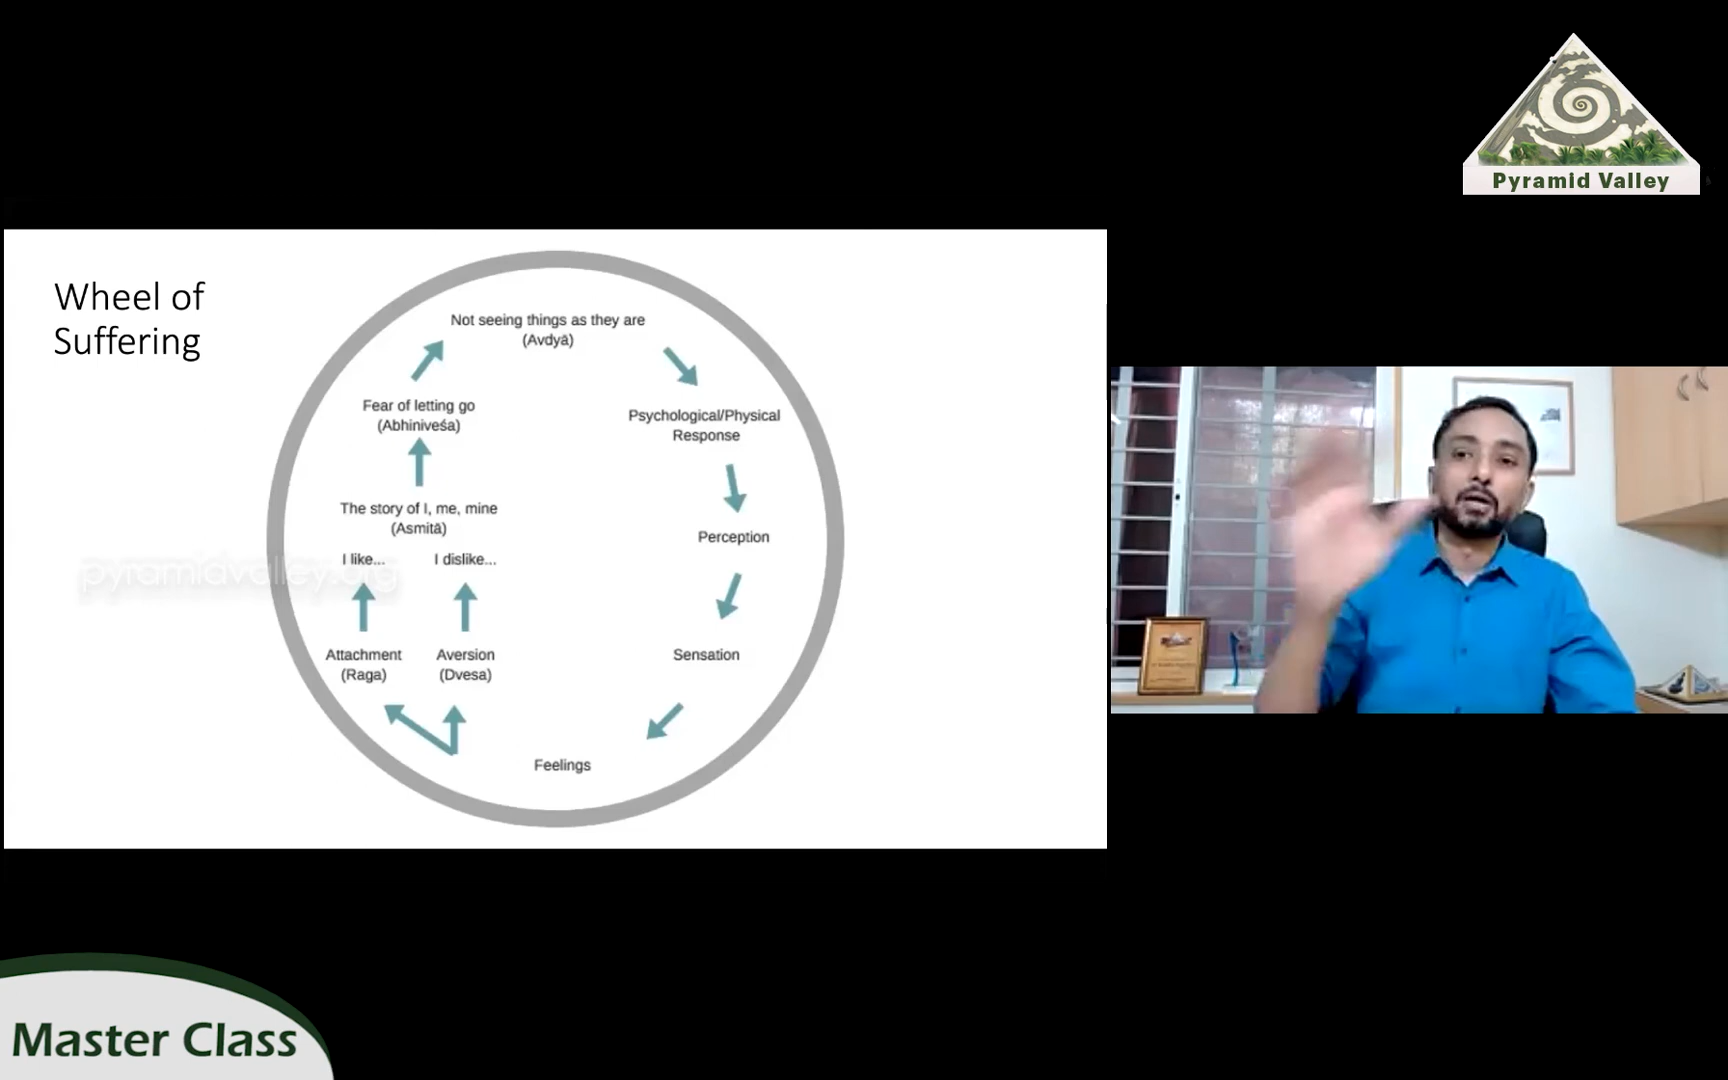 Pyramid Valley
Wheel of
Suffering
Not seeing things as they are
(Avdyā)
Psychological/Physical
Response
Perception
Sensation
Feelings
Attachment
(Raga)
Aversion
(Dvesa)
I like...
I dislike...
The story of I, me, mine
(Asmitā)
Fear of letting go
(Abhiniveśa)
pyramidvalley.org
Master Class